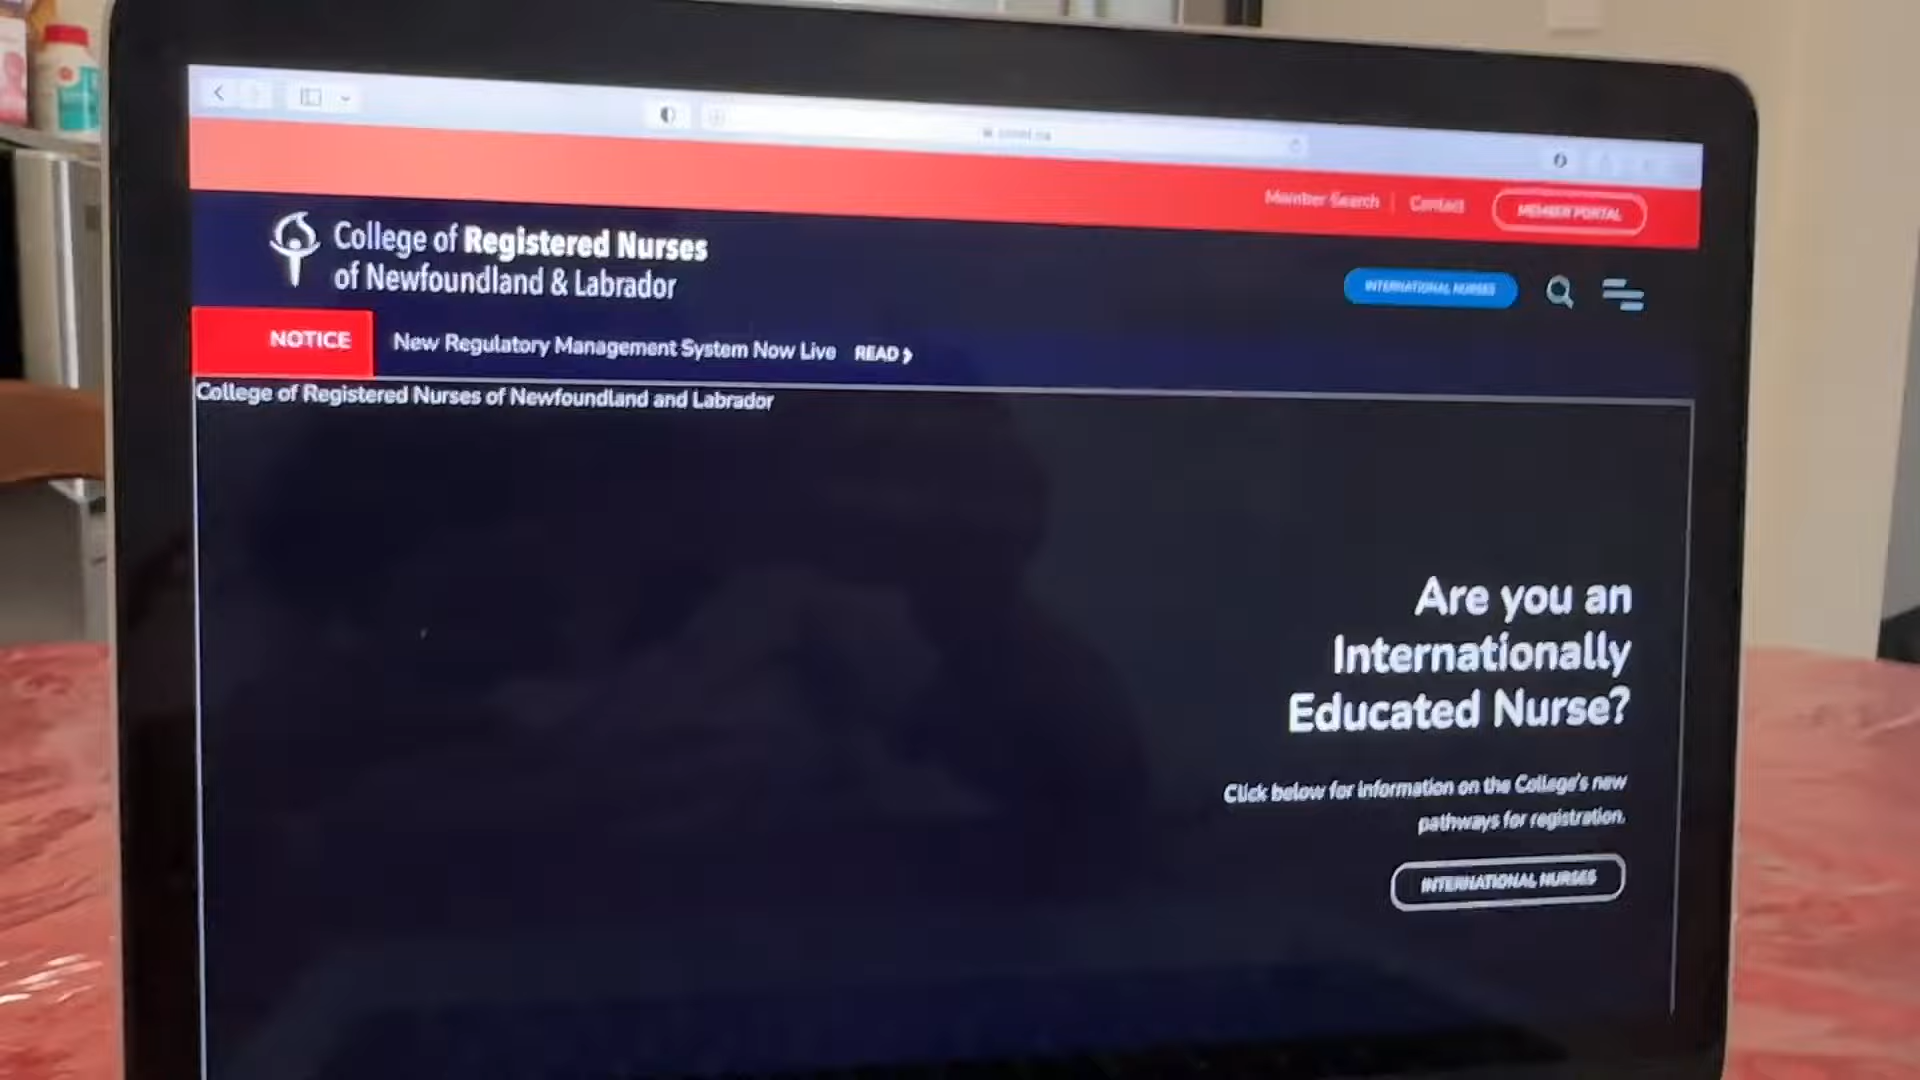 Member Search
Contact
MEMBER PORTAL
College of Registered Nurses
of Newfoundland & Labrador
INTERNATIONAL NURSES
NOTICE
New Regulatory Management System Now Live READ
College of Registered Nurses of Newfoundland and Labrador
Are you an
Internationally
Educated Nurse?
Click below for information on the College's new
pathways for registration.
INTERNATIONAL NURSES